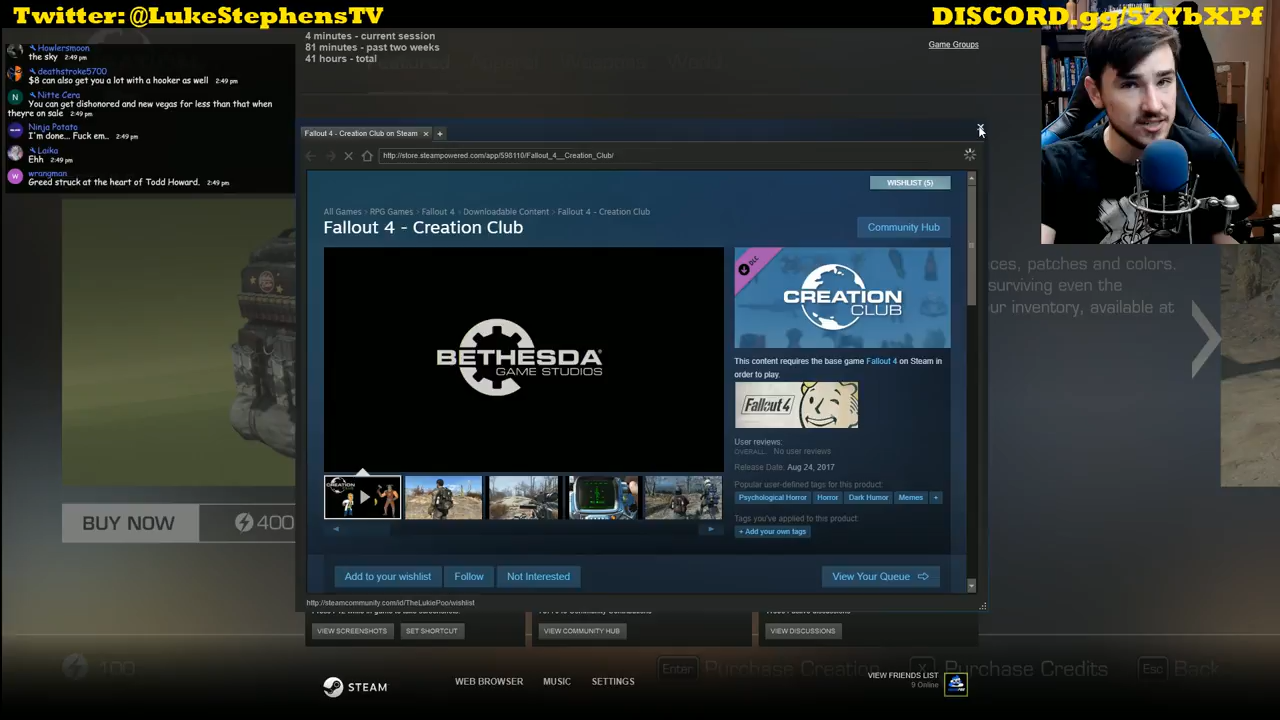 Twitter: @LukeStephensTV
DISCORD.gg/5ZYbXPf
4 minutes - current session
81 minutes - past two weeks
41 hours - total
Game Groups
Howlersmoon
the sky 2:49 pm
deathstroke5700
$8 can also get you a lot with a hooker as well 2:49 pm
Nitte Cera
You can get dishonored and new vegas for less than that when
theyre on sale 2:49 pm
Ninja Potato
I'm done... Fuck em.. 2:49 pm
Laika
Ehh 2:49 pm
wrangman
Greed struck at the heart of Todd Howard. 2:49 pm
Fallout 4 - Creation Club on Steam
http://store.steampowered.com/app/598110/Fallout_4__Creation_Club/
WISHLIST (5)
All Games > RPG Games > Fallout 4 > Downloadable Content > Fallout 4 - Creation Club
Fallout 4 - Creation Club
Community Hub
BETHESDA
GAME STUDIOS
DLC
CREATION
CLUB
This content requires the base game Fallout 4 on Steam in
order to play.
Fallout 4
User reviews:
OVERALL: No user reviews
Release Date: Aug 24, 2017
Popular user-defined tags for this product:
Psychological Horror Horror Dark Humor Memes +
Tags you've applied to this product:
+ Add your own tags
CREATION CLUB
Add to your wishlist Follow Not Interested View Your Queue
http://steamcommunity.com/id/TheLukiePoo/wishlist
ces, patches and colors.
surviving even the
ur inventory, available at
BUY NOW 400
VIEW SCREENSHOTS SET SHORTCUT VIEW COMMUNITY HUB VIEW DISCUSSIONS
100
Enter Purchase Creation X Purchase Credits Esc Back
STEAM
WEB BROWSER MUSIC SETTINGS
VIEW FRIENDS LIST
9 Online